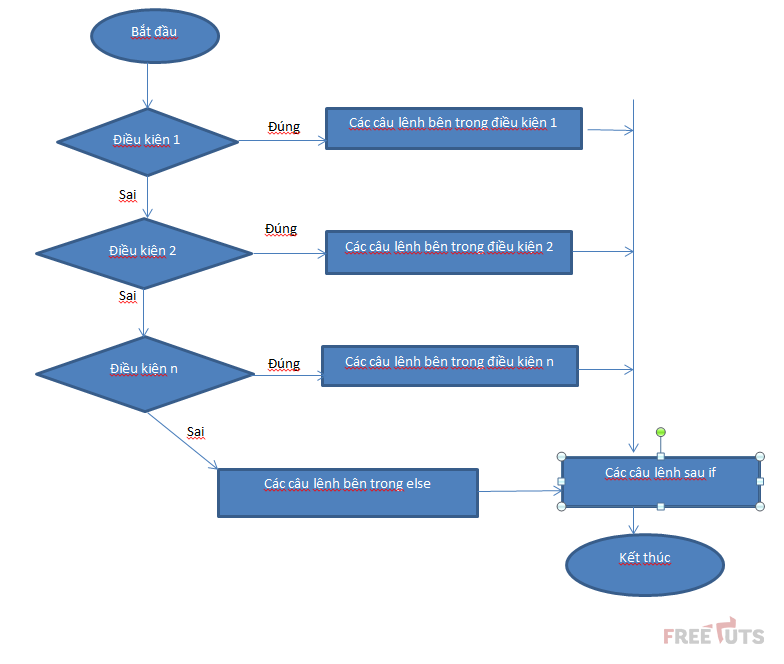 Bắt đầu
Điều kiện 1
Đúng
Các câu lênh bên trong điều kiện 1
Sai
Điều kiện 2
Đúng
Các câu lênh bên trong điều kiện 2
Sai
Điều kiện n
Đúng
Các câu lênh bên trong điều kiện n
Sai
Các câu lênh bên trong else
Các câu lênh sau if
Kết thúc
FREETUTS